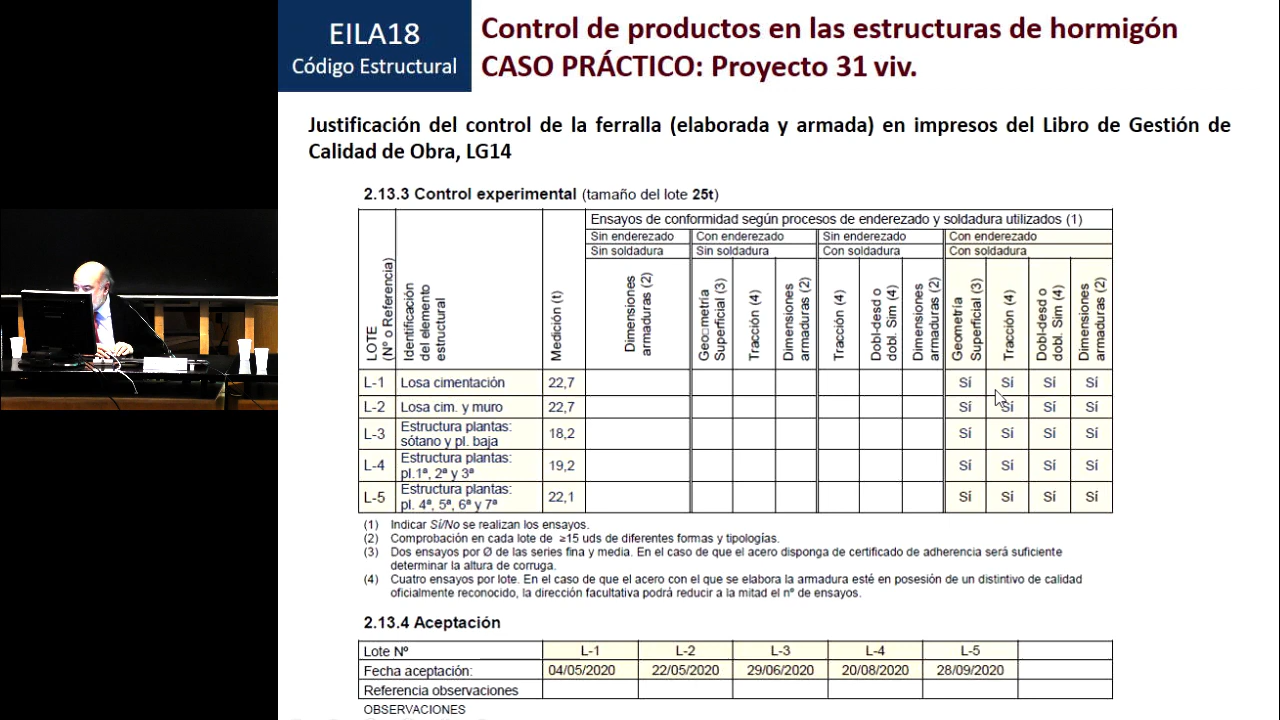 EILA18
Código Estructural
Control de productos en las estructuras de hormigón
CASO PRÁCTICO: Proyecto 31 viv.
Justificación del control de la ferralla (elaborada y armada) en impresos del Libro de Gestión de
Calidad de Obra, LG14
2.13.3 Control experimental (tamaño del lote 25t)
LOTE
(Nº o Referencia)
Identificación
del elemento
estructural
Medición (t)
Ensayos de conformidad según procesos de enderezado y soldadura utilizados (1)
Sin enderezado Con enderezado Sin enderezado Con enderezado
Sin soldadura Sin soldadura Con soldadura Con soldadura
Dimensiones
armaduras (2)
Geometría
Superficial (3)
Tracción (4)
Dimensiones
armaduras (2)
Tracción (4)
Dobl-desd o
dobl. Sim (4)
Dimensiones
armaduras (2)
Geometría
Superficial (3)
Tracción (4)
Dobl-desd o
dobl. Sim (4)
Dimensiones
armaduras (2)
L-1 Losa cimentación 22,7 Sí Sí Sí Sí
L-2 Losa cim. y muro 22,7 Sí Sí Sí Sí
L-3 Estructura plantas:
sótano y pl. baja 18,2 Sí Sí Sí Sí
L-4 Estructura plantas:
pl.1ª, 2ª y 3ª 19,2 Sí Sí Sí Sí
L-5 Estructura plantas:
pl. 4ª, 5ª, 6ª y 7ª 22,1 Sí Sí Sí Sí
(1) Indicar Sí/No se realizan los ensayos.
(2) Comprobación en cada lote de ≥15 uds de diferentes formas y tipologías.
(3) Dos ensayos por Ø de las series fina y media. En el caso de que el acero disponga de certificado de adherencia será suficiente
determinar la altura de corruga.
(4) Cuatro ensayos por lote. En el caso de que el acero con el que se elabora la armadura esté en posesión de un distintivo de calidad
oficialmente reconocido, la dirección facultativa podrá reducir a la mitad el nº de ensayos.
2.13.4 Aceptación
Lote Nº L-1 L-2 L-3 L-4 L-5
Fecha aceptación: 04/05/2020 22/05/2020 29/06/2020 20/08/2020 28/09/2020
Referencia observaciones
OBSERVACIONES